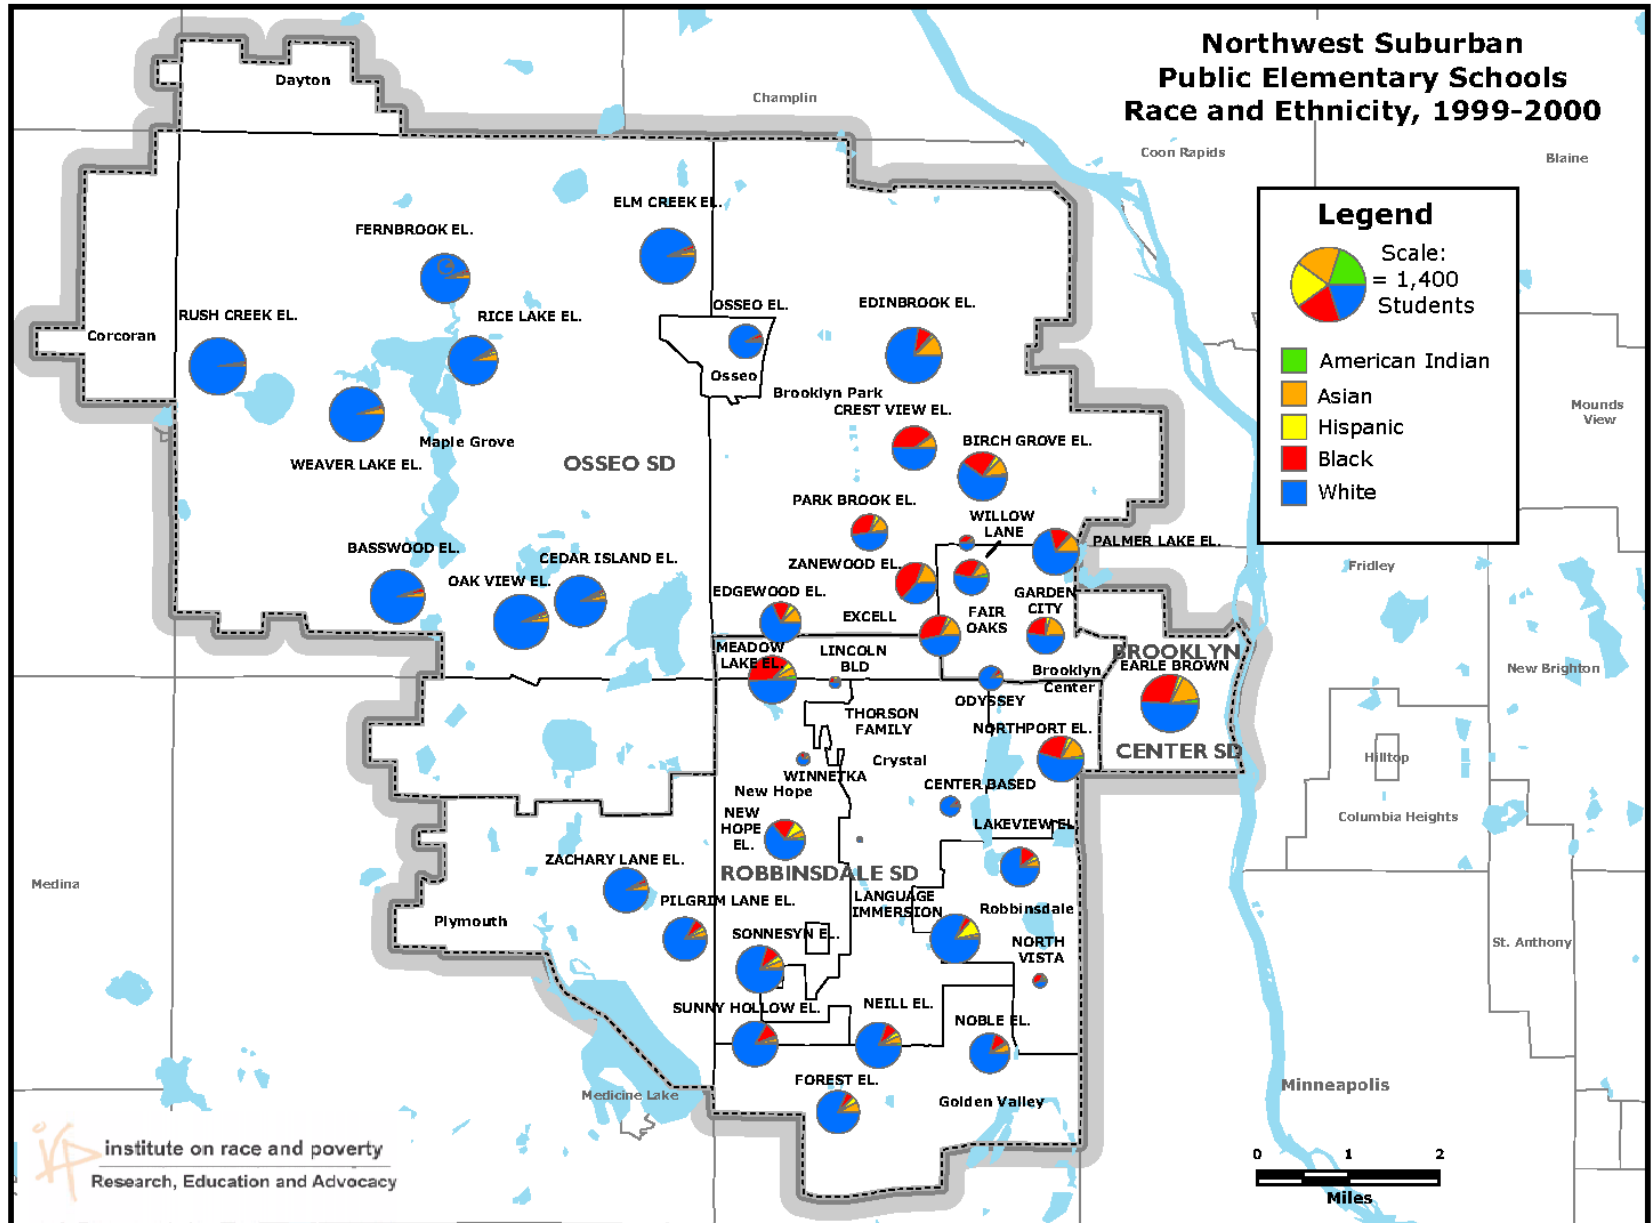 Northwest Suburban
Public Elementary Schools
Race and Ethnicity, 1999-2000
Dayton
Champlin
Coon Rapids
Blaine
Legend
Scale:
= 1,400
Students
American Indian
Asian
Hispanic
Black
White
ELM CREEK EL.
FERNBROOK EL.
RUSH CREEK EL.
RICE LAKE EL.
OSSEO EL.
EDINBROOK EL.
Corcoran
Osseo
Brooklyn Park
CREST VIEW EL.
Mounds
View
Maple Grove
BIRCH GROVE EL.
WEAVER LAKE EL.
OSSEO SD
PARK BROOK EL.
WILLOW
LANE
PALMER LAKE EL.
BASSWOOD EL.
CEDAR ISLAND EL.
ZANEWOOD EL.
Fridley
OAK VIEW EL.
EDGEWOOD EL.
GARDEN
CITY
EXCELL
FAIR
OAKS
MEADOW
LAKE EL.
LINCOLN
BLD
BROOKLYN
EARLE BROWN
Brooklyn
Center
New Brighton
ODYSSEY
THORSON
FAMILY
NORTHPORT EL.
CENTER SD
Crystal
Hilltop
WINNETKA
New Hope
CENTER BASED
NEW
HOPE
EL.
LAKEVIEW EL.
Columbia Heights
ZACHARY LANE EL.
ROBBINSDALE SD
Medina
PILGRIM LANE EL.
LANGUAGE
IMMERSION
Robbinsdale
Plymouth
SONNESYN EL.
NORTH
VISTA
St. Anthony
SUNNY HOLLOW EL.
NEILL EL.
NOBLE EL.
FOREST EL.
Minneapolis
Medicine Lake
Golden Valley
irp
institute on race and poverty
Research, Education and Advocacy
0 1 2
Miles